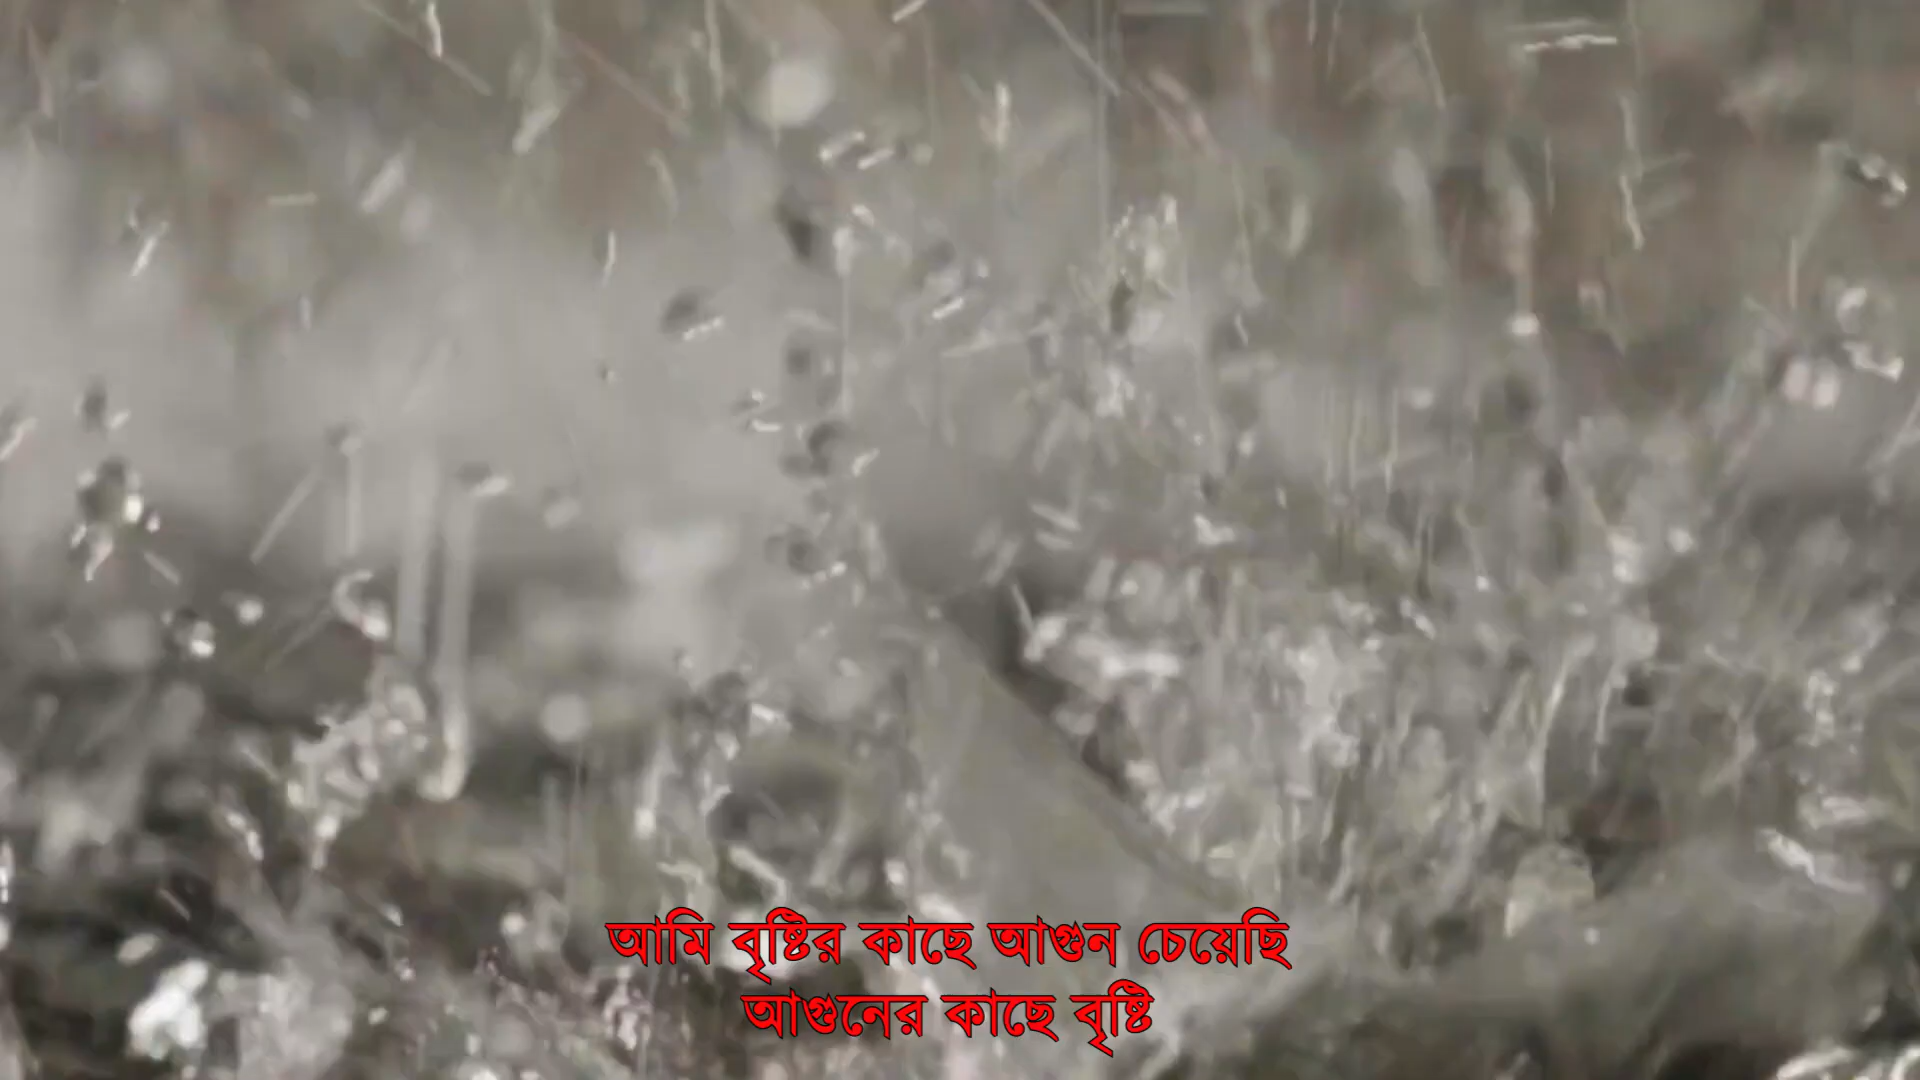 আমি বৃষ্টির কাছে আগুন চেয়েছি
আগুনের কাছে বৃষ্টি